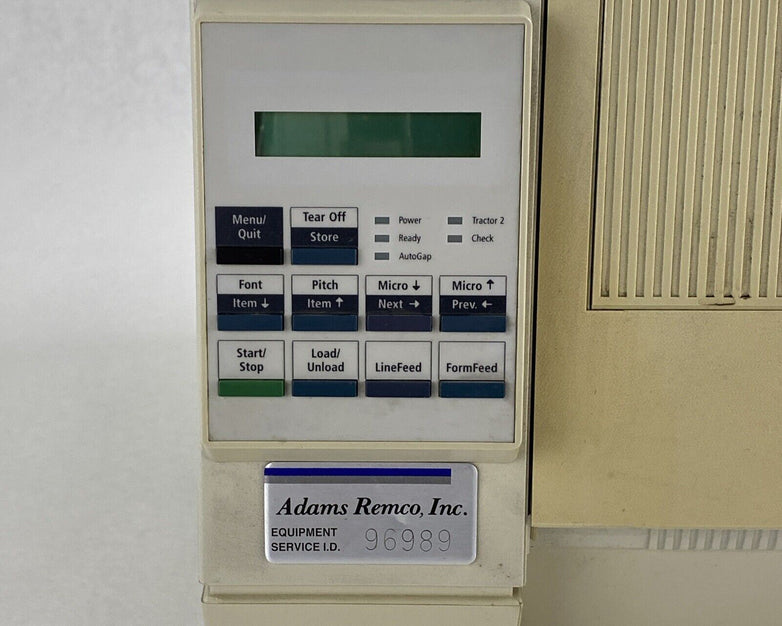 Menu/
Quit
Tear Off
Store
Power
Tractor 2
Ready
Check
AutoGap
Font
Item ↓
Pitch
Item ↑
Micro ↓
Next →
Micro ↑
Prev. ←
Start/
Stop
Load/
Unload
LineFeed
FormFeed
Adams Remco, Inc.
EQUIPMENT
SERVICE I.D. 96989